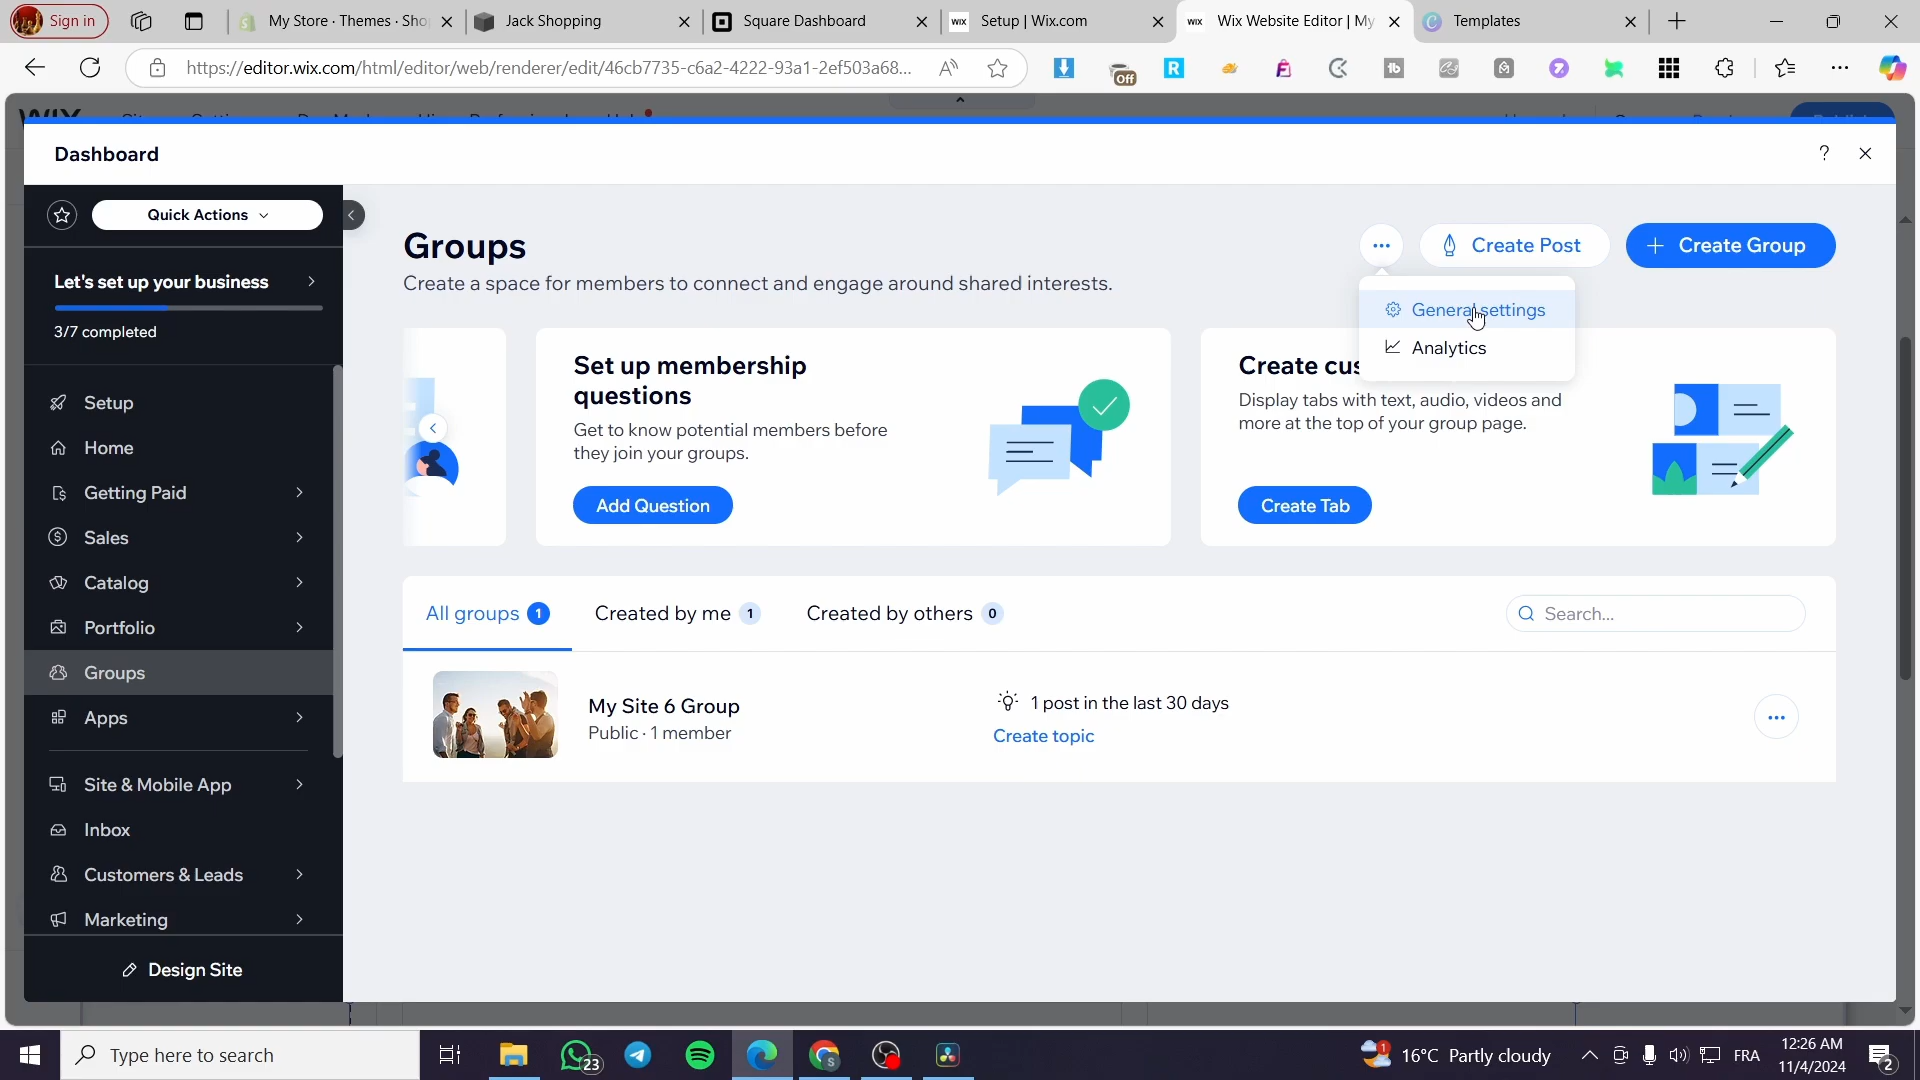 Sign in
My Store · Themes · Sho
Jack Shopping
Square Dashboard
WIX Setup | Wix.com
WIX Wix Website Editor | My
Templates
https://editor.wix.com/html/editor/web/renderer/edit/46cb7735-c6a2-4222-93a1-2ef503a68...
Off
Dashboard
?
Quick Actions
Let's set up your business
3/7 completed
Setup
Home
Getting Paid
Sales
Catalog
Portfolio
Groups
Apps
Site & Mobile App
Inbox
Customers & Leads
Marketing
Design Site
Groups
Create a space for members to connect and engage around shared interests.
Create Post
+ Create Group
General settings
Analytics
Set up membership
questions
Get to know potential members before
they join your groups.
Add Question
Create cus
Display tabs with text, audio, videos and
more at the top of your group page.
Create Tab
All groups 1
Created by me 1
Created by others 0
Search...
My Site 6 Group
Public · 1 member
1 post in the last 30 days
Create topic
Type here to search
23
16°C Partly cloudy
FRA
12:26 AM
11/4/2024
2